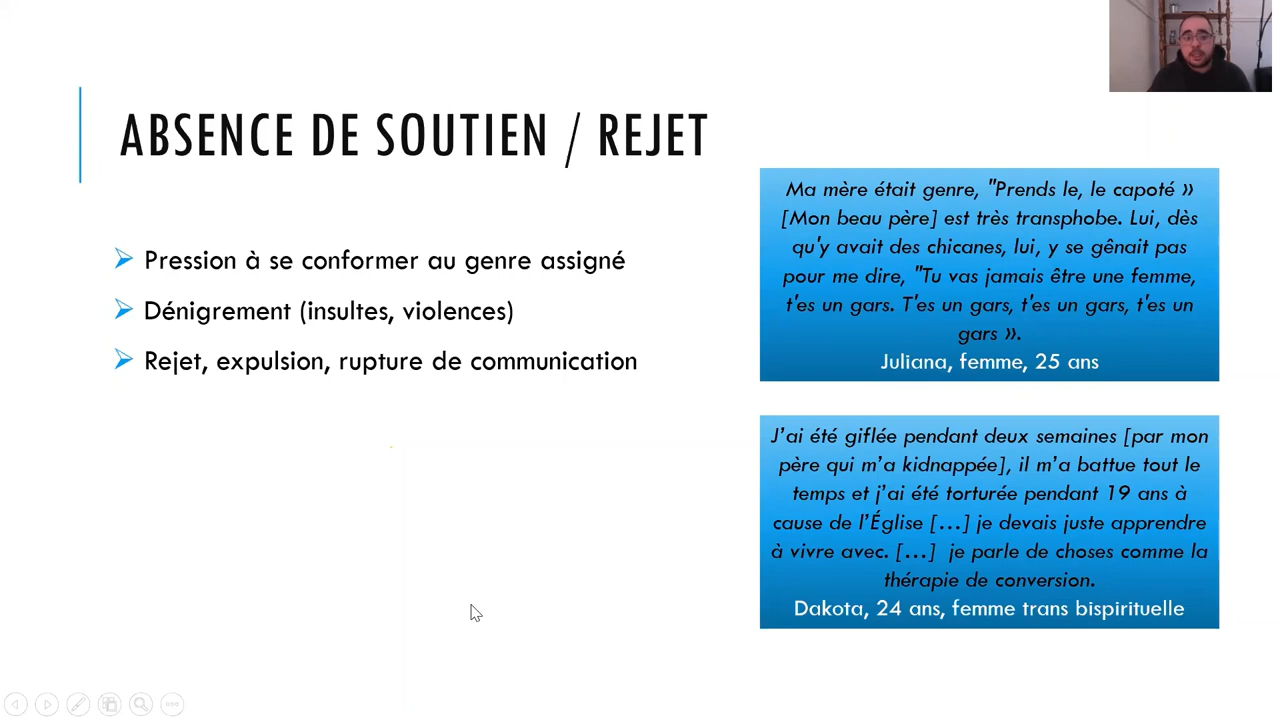 ABSENCE DE SOUTIEN / REJET
Pression à se conformer au genre assigné
Dénigrement (insultes, violences)
Rejet, expulsion, rupture de communication
Ma mère était genre, "Prends le, le capoté »
[Mon beau père] est très transphobe. Lui, dès
qu'y avait des chicanes, lui, y se gênait pas
pour me dire, "Tu vas jamais être une femme,
t'es un gars. T'es un gars, t'es un gars, t'es un
gars ».
Juliana, femme, 25 ans
J'ai été giflée pendant deux semaines [par mon
père qui m'a kidnappée], il m'a battue tout le
temps et j'ai été torturée pendant 19 ans à
cause de l'Église […] je devais juste apprendre
à vivre avec. […] je parle de choses comme la
thérapie de conversion.
Dakota, 24 ans, femme trans bispirituelle